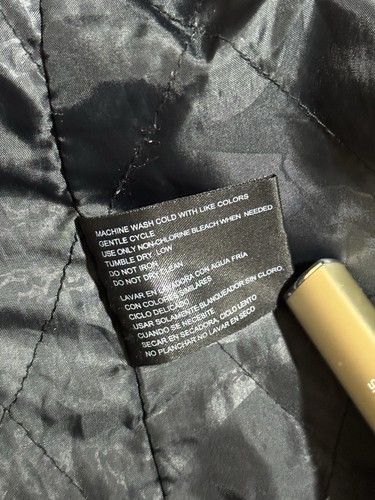 MACHINE WASH COLD WITH LIKE COLORS
GENTLE CYCLE
USE ONLY NON-CHLORINE BLEACH WHEN NEEDED
TUMBLE DRY LOW
DO NOT IRON
DO NOT DRY CLEAN
LAVAR EN LAVADORA CON AGUA FRÍA
CON COLORES SIMILARES
CICLO DELICADO
USAR SOLAMENTE BLANQUEADOR SIN CLORO.
CUANDO SE NECESITE
SECAR EN SECADORA, CICLO LENTO
NO PLANCHAR NO LAVAR EN SECO